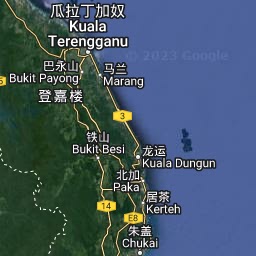 瓜拉丁加奴
Kuala
Terengganu
© 2023 Google
巴永山
Bukit Payong
马兰
Marang
登嘉楼
3
铁山
Bukit Besi
龙运
Kuala Dungun
北加
Paka
居茶
Kerteh
14
E8
朱盖
Chukai